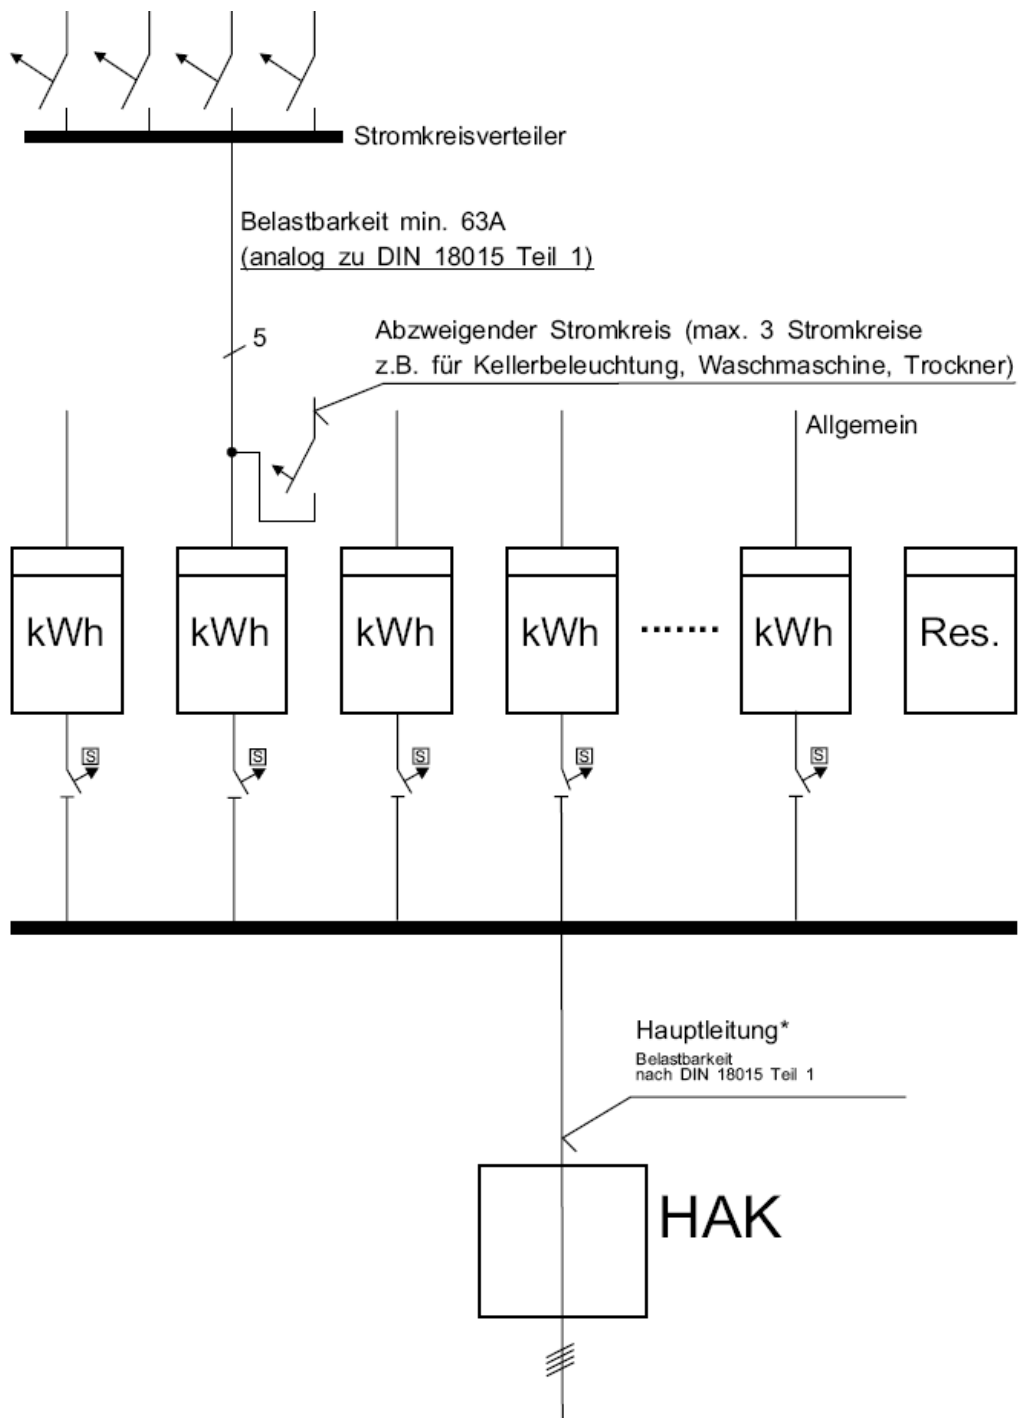 Stromkreisverteiler
Belastbarkeit min. 63A
(analog zu DIN 18015 Teil 1)
5
Abzweigender Stromkreis (max. 3 Stromkreise
z.B. für Kellerbeleuchtung, Waschmaschine, Trockner)
Allgemein
kWh
kWh
kWh
kWh
.......
kWh
Res.
S
S
S
S
S
Hauptleitung*
Belastbarkeit
nach DIN 18015 Teil 1
HAK